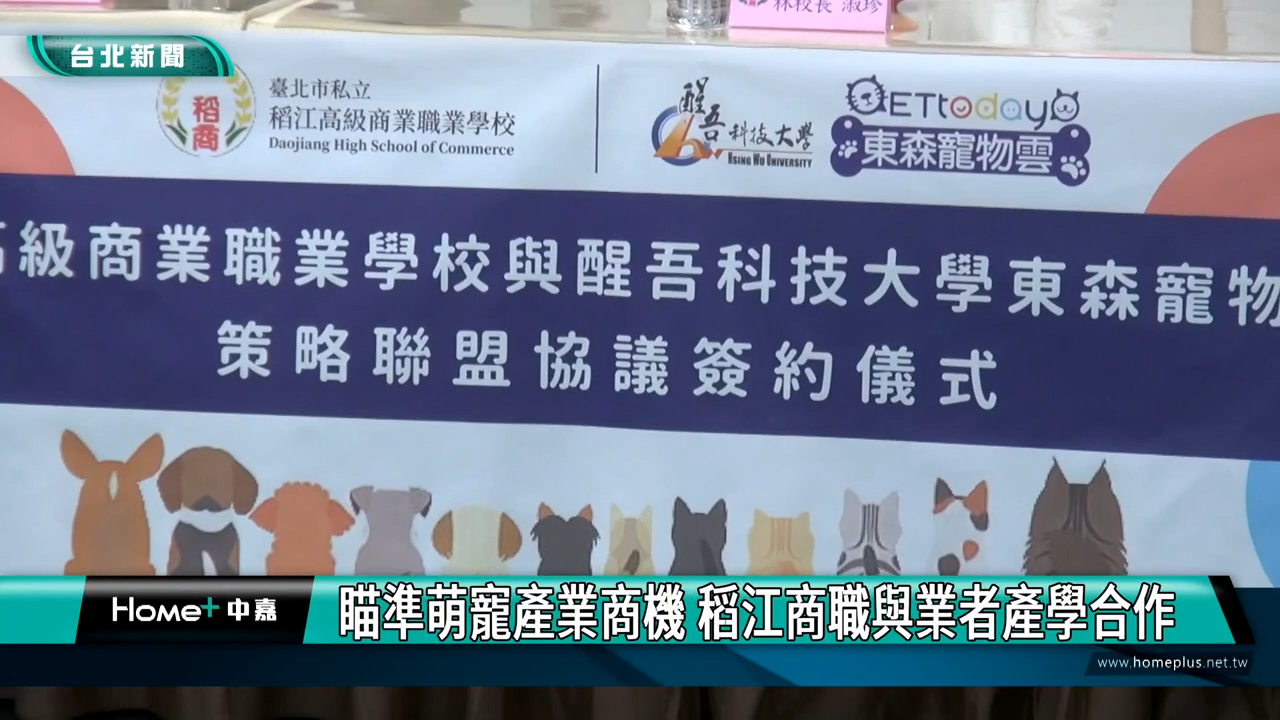 林校長 淑珍
台北新聞
稻商
臺北市私立
稻江高級商業職業學校
Daojiang High School of Commerce
醒吾科技大學
HSING WU UNIVERSITY
ETtoday
東森寵物雲
高級商業職業學校與醒吾科技大學東森寵物
策略聯盟協議簽約儀式
Home+中嘉
瞄準萌寵產業商機 稻江商職與業者產學合作
www.homeplus.net.tw